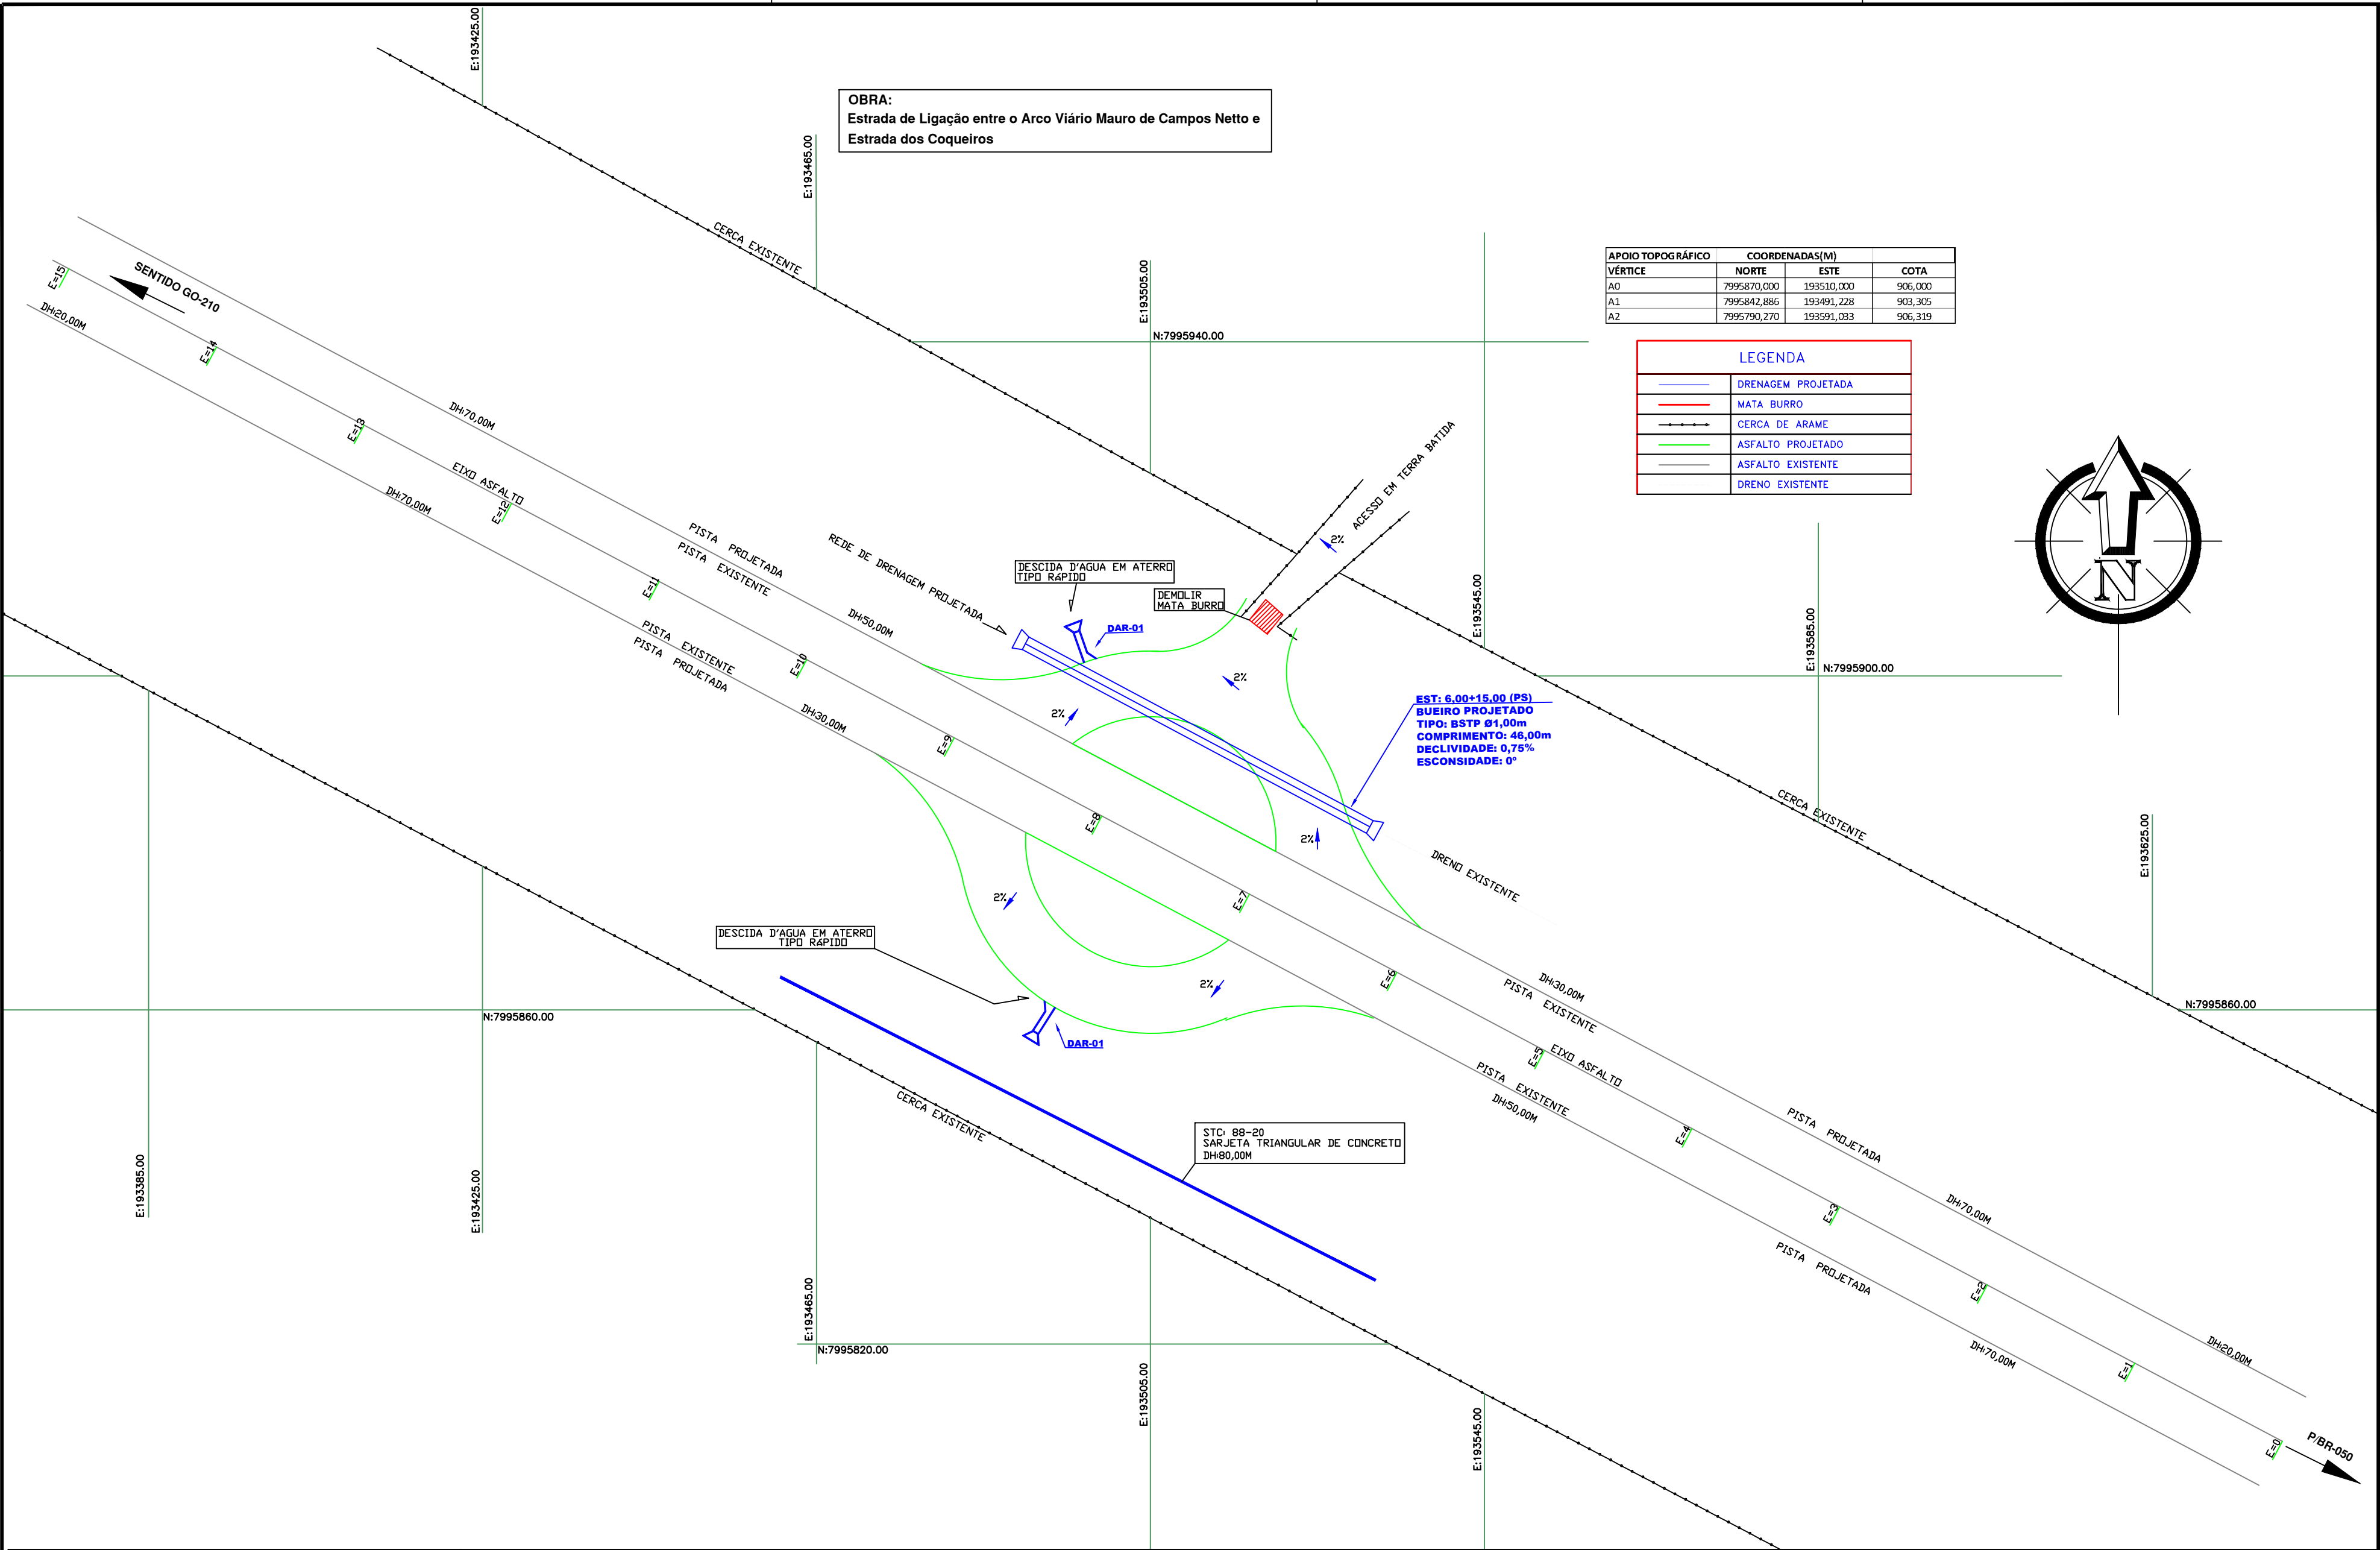 E:193425.00
OBRA:
Estrada de Ligação entre o Arco Viário Mauro de Campos Netto e
Estrada dos Coqueiros
E:193465.00
CERCA EXISTENTE
E:193505.00
N:7995940.00
APOIO TOPOGRÁFICO COORDENADAS(M)
VÉRTICE NORTE ESTE COTA
A0 7995870,000 193510,000 906,000
A1 7995842,886 193491,228 903,305
A2 7995790,270 193591,033 906,319
LEGENDA
DRENAGEM PROJETADA
MATA BURRO
CERCA DE ARAME
ASFALTO PROJETADO
ASFALTO EXISTENTE
DRENO EXISTENTE
N
SENTIDO GO-210
E=15
DH:20,00M
E=14
E=13
DH:70,00M
EIXO ASFALTO
DH:70,00M
E=12
PISTA PROJETADA
PISTA EXISTENTE
E=11
REDE DE DRENAGEM PROJETADA
DESCIDA D'AGUA EM ATERRO
TIPO RÁPIDO
DEMOLIR
MATA BURRO
ACESSO EM TERRA BATIDA
2%
E:193545.00
E:193585.00
N:7995900.00
DAR-01
DH:50,00M
PISTA EXISTENTE
PISTA PROJETADA
E=10
2%
2%
DH:30,00M
E=9
EST: 6,00+15,00 (PS)
BUEIRO PROJETADO
TIPO: BSTP Ø1,00m
COMPRIMENTO: 46,00m
DECLIVIDADE: 0,75%
ESCONSIDADE: 0°
E=8
2%
CERCA EXISTENTE
E:193625.00
DRENO EXISTENTE
E=7
2%
DESCIDA D'AGUA EM ATERRO
TIPO RÁPIDO
2%
E=6
DH:30,00M
PISTA EXISTENTE
N:7995860.00
N:7995860.00
DAR-01
E=5
EIXO ASFALTO
PISTA EXISTENTE
DH:50,00M
CERCA EXISTENTE
STC: 88-20
SARJETA TRIANGULAR DE CONCRETO
DH:80,00M
E=4
PISTA PROJETADA
E:193385.00
E:193425.00
E=3
DH:70,00M
PISTA PROJETADA
E=2
E:193465.00
N:7995820.00
DH:70,00M
DH:20,00M
E=1
E:193505.00
E:193545.00
E=0
P/BR-050